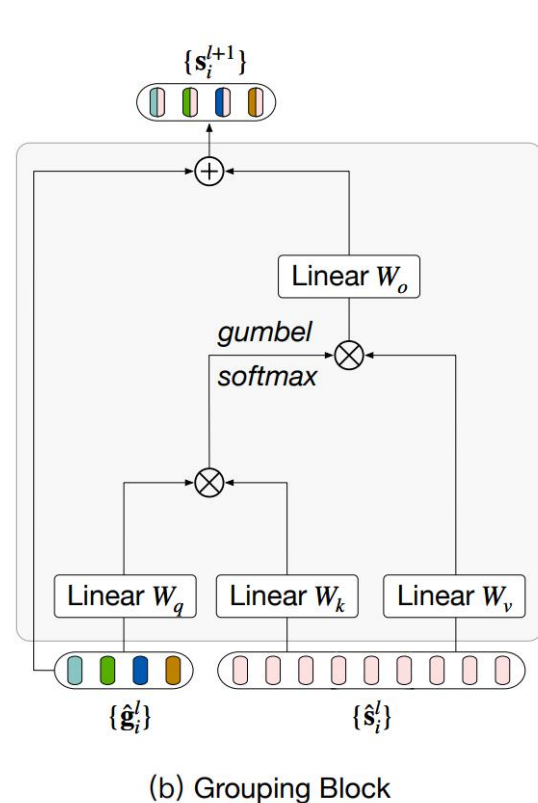 {s_i^{l+1}}
+
Linear W_o
gumbel
softmax
Linear W_q
Linear W_k
Linear W_v
{ĝ_i^l}
{ŝ_i^l}
(b) Grouping Block